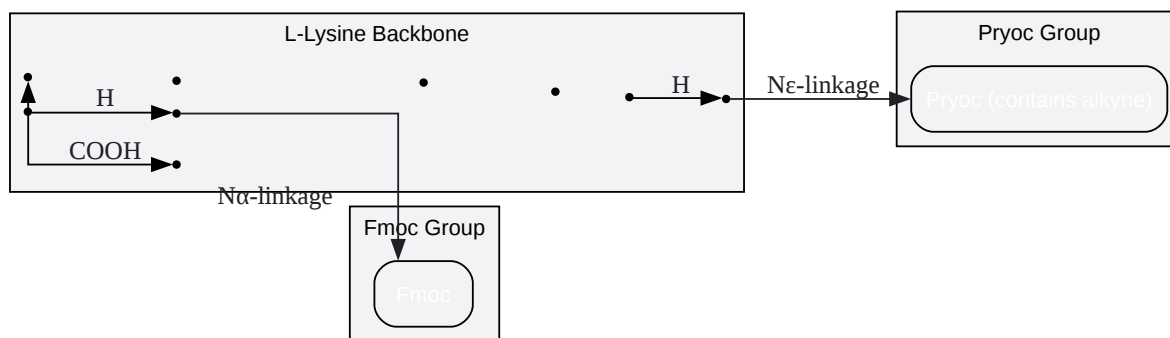 L-Lysine Backbone
Pryoc Group
H
H
Nε-linkage
Pryoc (contains alkyne)
COOH
Nα-linkage
Fmoc Group
Fmoc